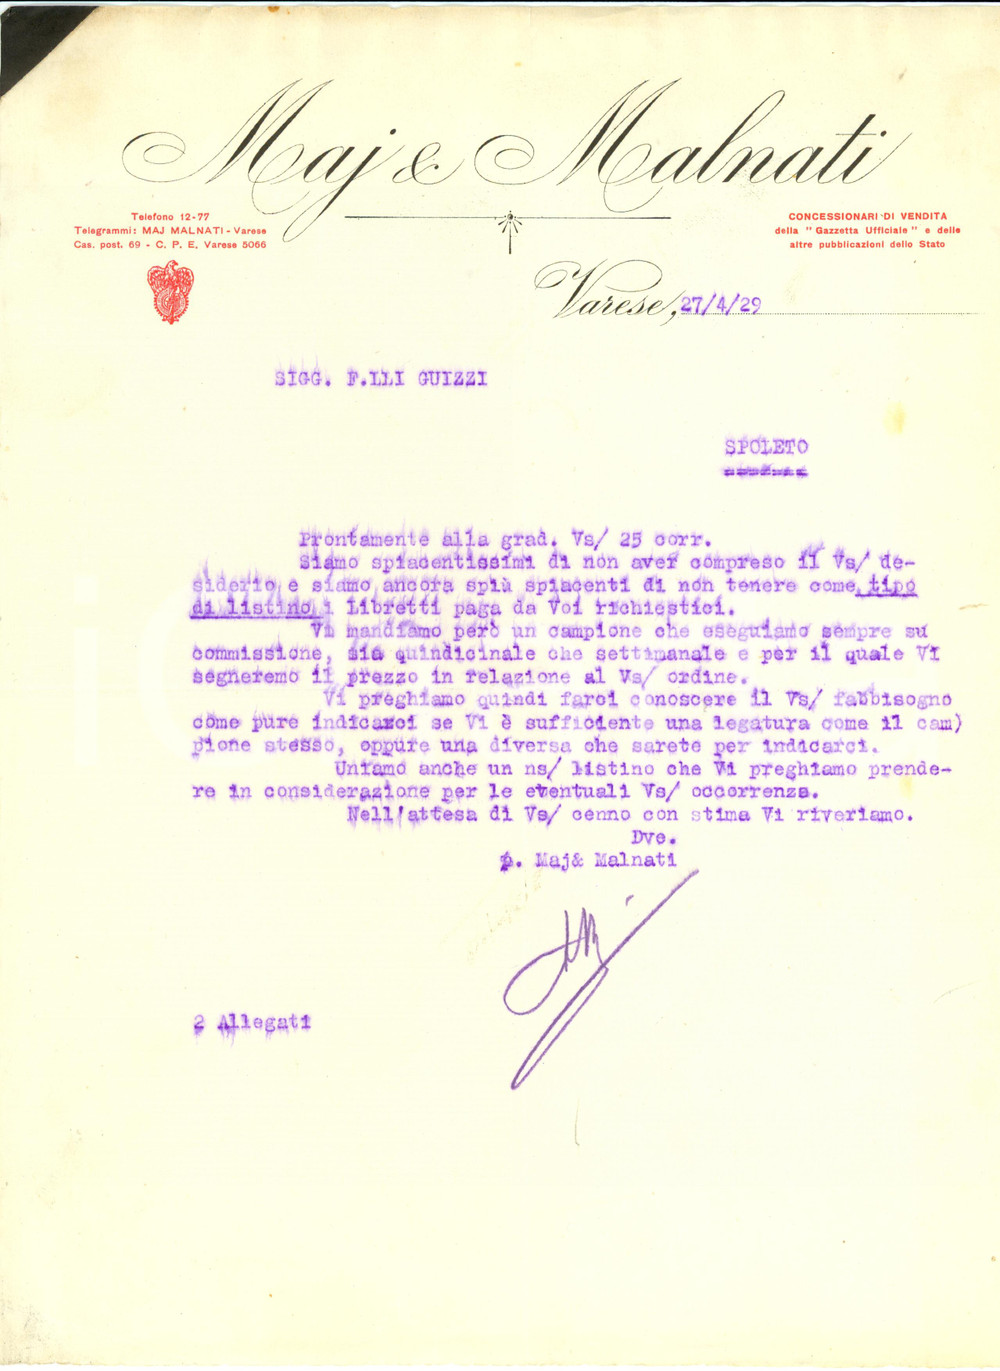 Maj & Malnati
Telefono 12-77
Telegrammi: MAJ MALNATI - Varese
Cas. post. 69 - C. P. E. Varese 5066
CONCESSIONARI DI VENDITA
della "Gazzetta Ufficiale" e delle
altre pubblicazioni dello Stato
Varese, 27/4/29
SIGG. F.LLI GUIZZI
SPOLETO
Prontamente alla grad. Vs/ 25 corr.
Siamo spiacentissimi di non aver compreso il Vs/ de-
siderio e siamo ancora spiù spiacenti di non tenere come tipo
di listino i Libretti paga da Voi richiestici.
Vi mandiamo però un campione che eseguiamo sempre su
commissione, sia quindicinale che settimanale e per il quale Vi
segneremo il prezzo in relazione al Vs/ ordine.
Vi preghiamo quindi farci conoscere il Vs/ fabbisogno
come pure indicarci se Vi è sufficiente una legatura come il cam)
pione stesso, oppure una diversa che sarete per indicarci.
Uniamo anche un ns/ listino che Vi preghiamo prende-
re in considerazione per le eventuali Vs/ occorrenze.
Nell'attesa di Vs/ cenno con stima Vi riveriamo.
Dve.
p. Maj& Malnati
2 Allegati